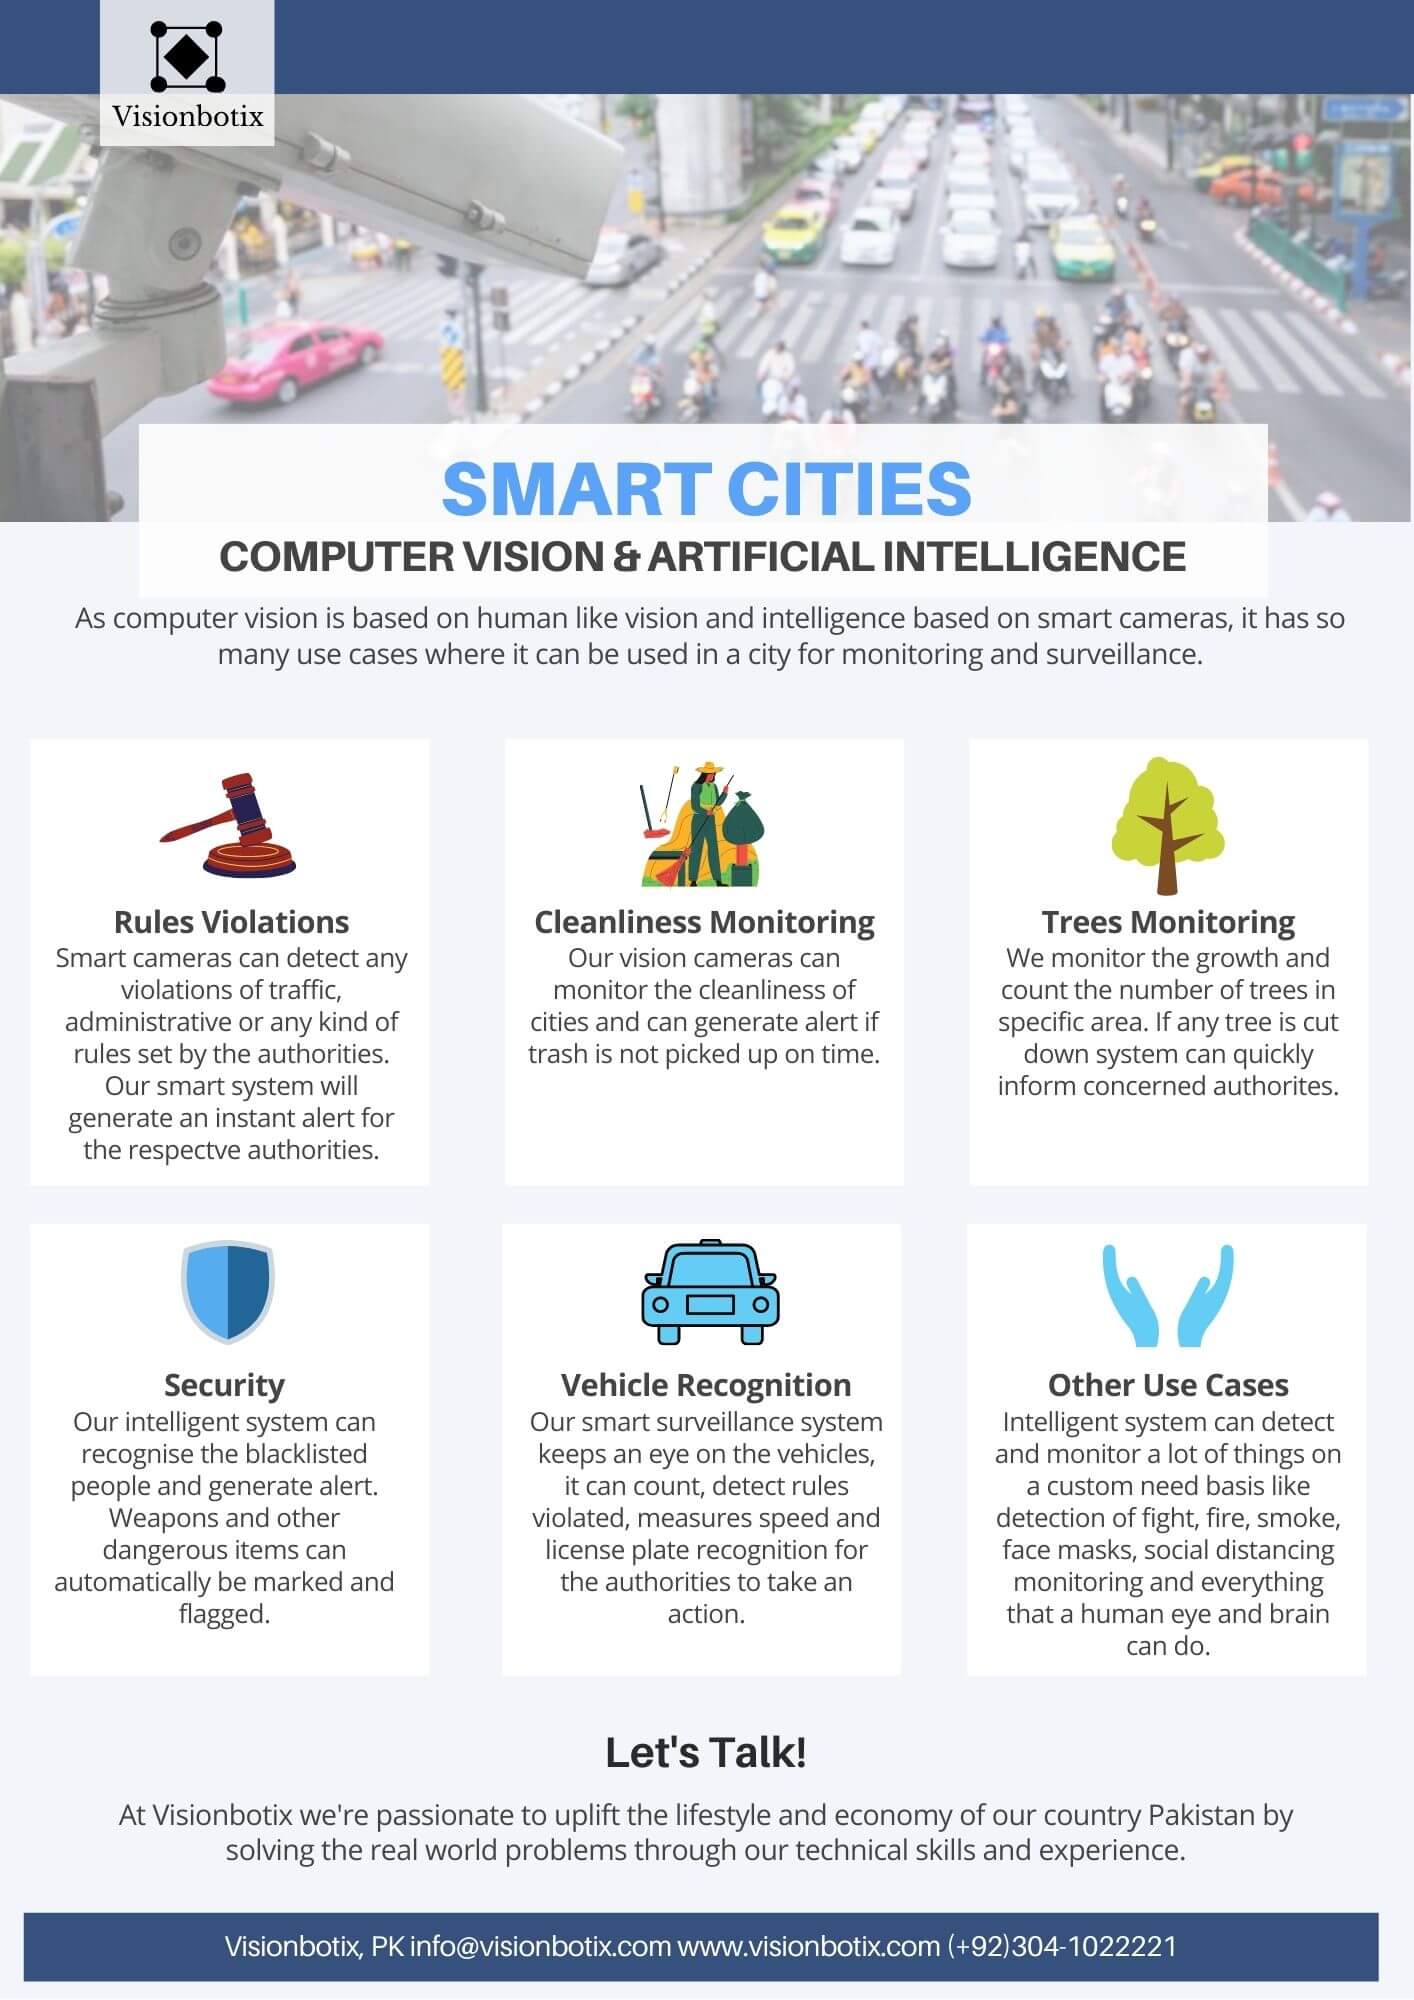 Visionbotix
SMART CITIES
COMPUTER VISION & ARTIFICIAL INTELLIGENCE
As computer vision is based on human like vision and intelligence based on smart cameras, it has so
many use cases where it can be used in a city for monitoring and surveillance.
Rules Violations
Smart cameras can detect any
violations of traffic,
administrative or any kind of
rules set by the authorities.
Our smart system will
generate an instant alert for
the respectve authorities.
Cleanliness Monitoring
Our vision cameras can
monitor the cleanliness of
cities and can generate alert if
trash is not picked up on time.
Trees Monitoring
We monitor the growth and
count the number of trees in
specific area. If any tree is cut
down system can quickly
inform concerned authorites.
Security
Our intelligent system can
recognise the blacklisted
people and generate alert.
Weapons and other
dangerous items can
automatically be marked and
flagged.
Vehicle Recognition
Our smart surveillance system
keeps an eye on the vehicles,
it can count, detect rules
violated, measures speed and
license plate recognition for
the authorities to take an
action.
Other Use Cases
Intelligent system can detect
and monitor a lot of things on
a custom need basis like
detection of fight, fire, smoke,
face masks, social distancing
monitoring and everything
that a human eye and brain
can do.
Let's Talk!
At Visionbotix we're passionate to uplift the lifestyle and economy of our country Pakistan by
solving the real world problems through our technical skills and experience.
Visionbotix, PK info@visionbotix.com www.visionbotix.com (+92)304-1022221